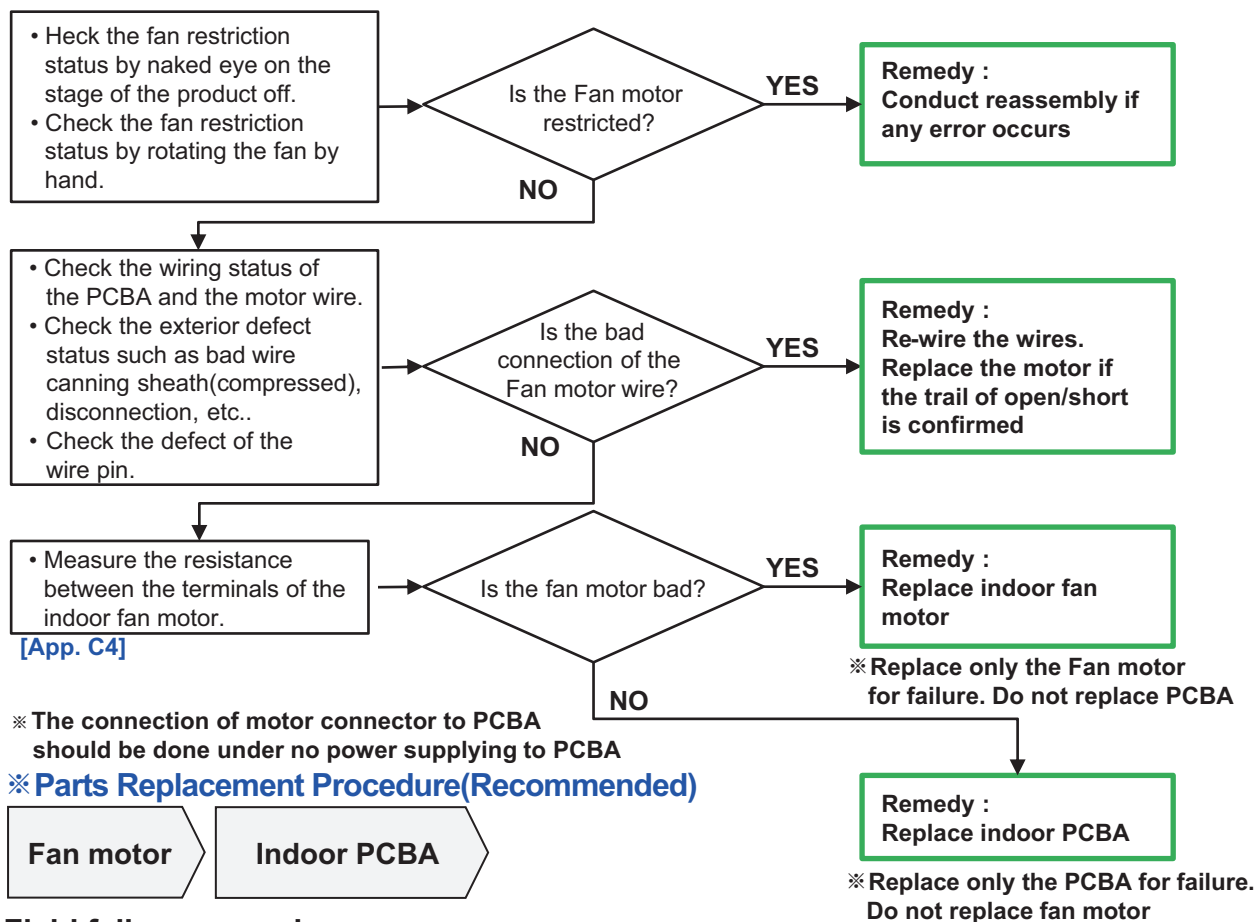 • Heck the fan restriction
status by naked eye on the
stage of the product off.
• Check the fan restriction
status by rotating the fan by
hand.
Is the Fan motor
restricted?
YES
Remedy :
Conduct reassembly if
any error occurs
NO
• Check the wiring status of
the PCBA and the motor wire.
• Check the exterior defect
status such as bad wire
canning sheath(compressed),
disconnection, etc..
• Check the defect of the
wire pin.
Is the bad
connection of the
Fan motor wire?
YES
Remedy :
Re-wire the wires.
Replace the motor if
the trail of open/short
is confirmed
NO
• Measure the resistance
between the terminals of the
indoor fan motor.
[App. C4]
Is the fan motor bad?
YES
Remedy :
Replace indoor fan
motor
※Replace only the Fan motor
for failure. Do not replace PCBA
NO
※The connection of motor connector to PCBA
should be done under no power supplying to PCBA
※Parts Replacement Procedure(Recommended)
Fan motor
Indoor PCBA
Remedy :
Replace indoor PCBA
※Replace only the PCBA for failure.
Do not replace fan motor